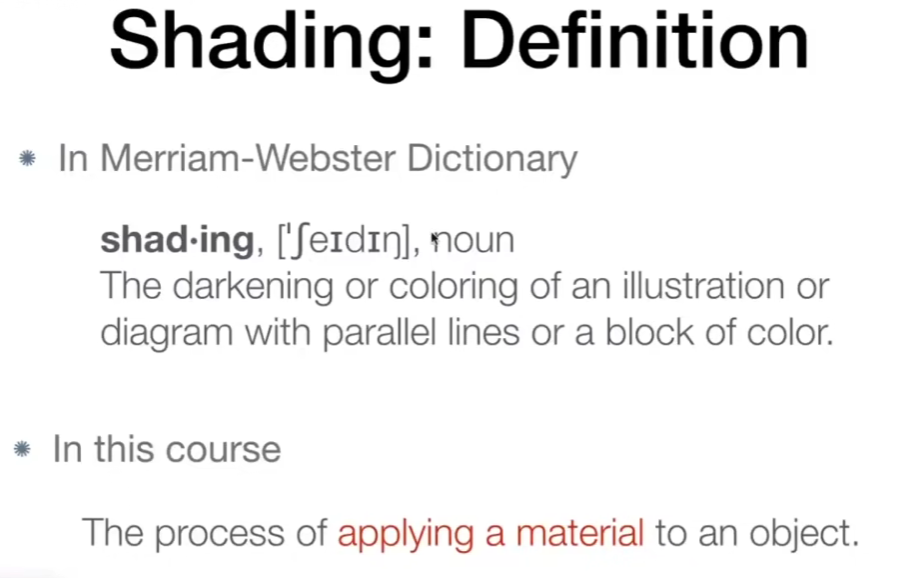 Shading: Definition
In Merriam-Webster Dictionary
shad·ing, [ˈʃeɪdɪŋ], noun
The darkening or coloring of an illustration or
diagram with parallel lines or a block of color.
In this course
The process of applying a material to an object.